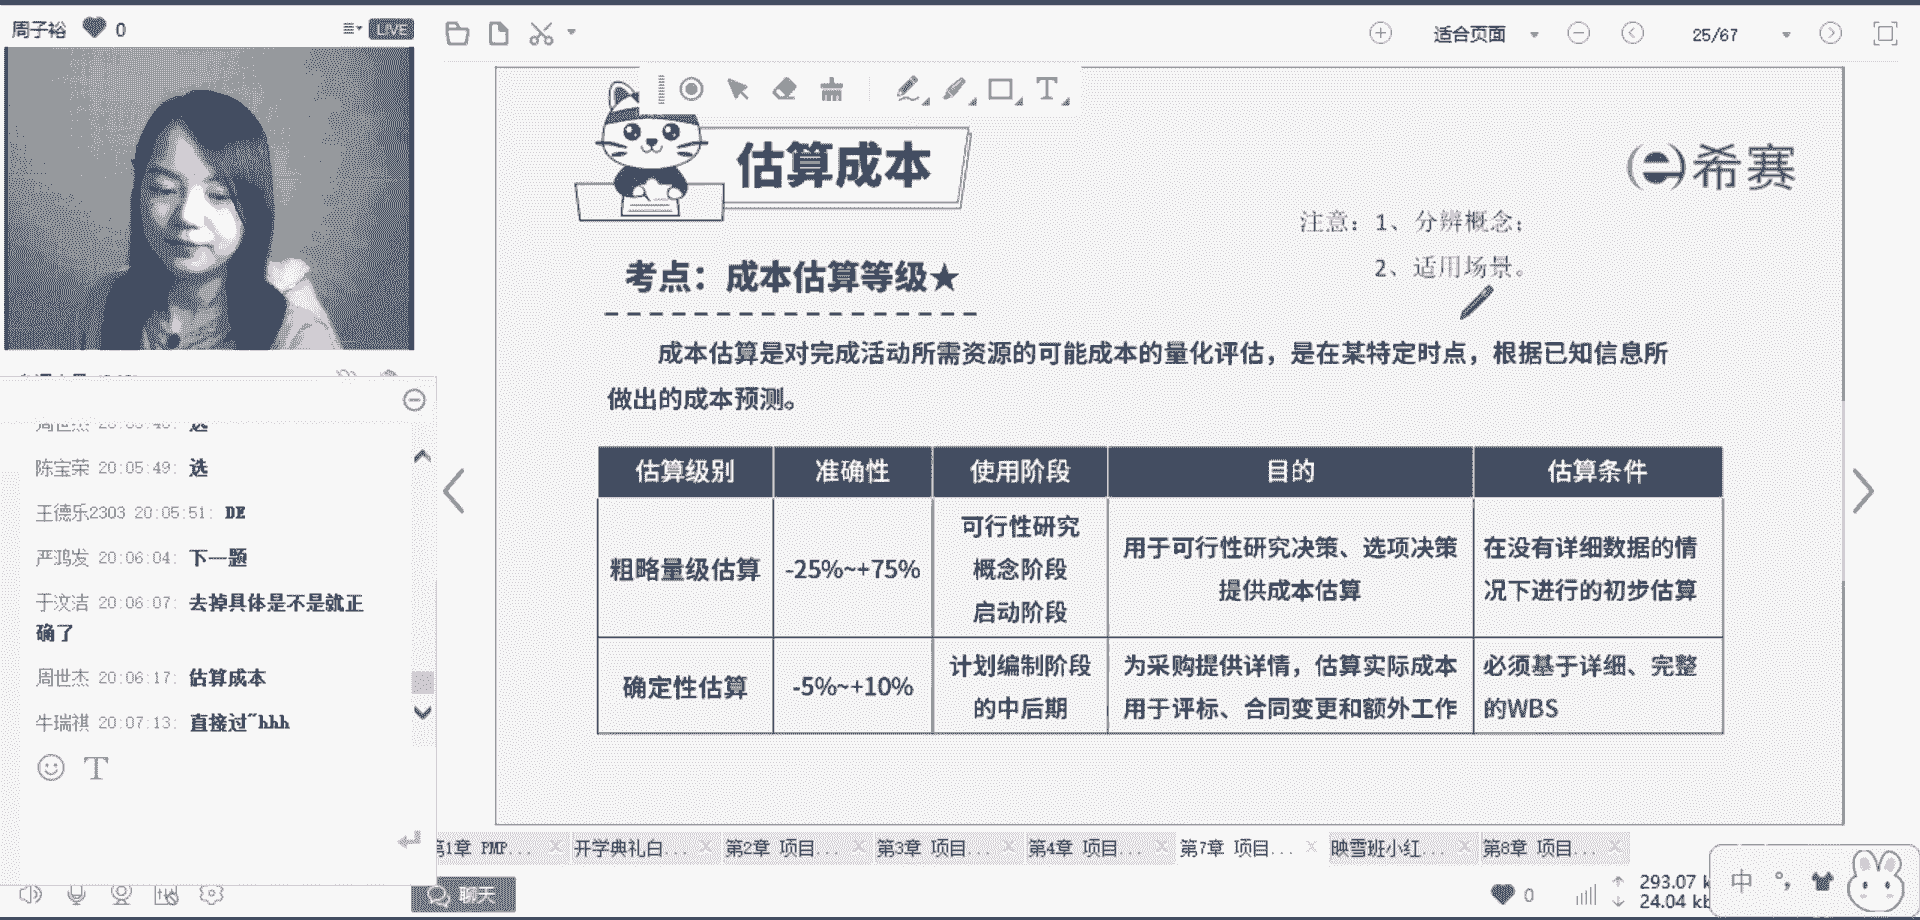 周子裕 0 LIVE
适合页面 25/67
估算成本
希赛
注意：1、分辨概念；
2、适用场景。
考点：成本估算等级★
成本估算是对完成活动所需资源的可能成本的量化评估，是在某特定时点，根据已知信息所
做出的成本预测。
估算级别 准确性 使用阶段 目的 估算条件
粗略量级估算 -25%~+75% 可行性研究 概念阶段 启动阶段 用于可行性研究决策、选项决策 提供成本估算 在没有详细数据的情 况下进行的初步估算
确定性估算 -5%~+10% 计划编制阶段 的中后期 为采购提供详情，估算实际成本 用于评标、合同变更和额外工作 必须基于详细、完整 的WBS
陈宝荣 20:05:49: 选
王德乐2303 20:05:51: DE
严鸿发 20:06:04: 下一题
于汶洁 20:06:07: 去掉具体是不是就正
确了
周世杰 20:06:17: 估算成本
牛瑞祺 20:07:13: 直接过~hhh
T
第1章 PMP... 开学典礼白... 第2章 项目... 第3章 项目... 第4章 项目... 第7章 项目... 映雪班小红... 第8章 项目...
聊天
0
293.07 k
24.04 kb
中